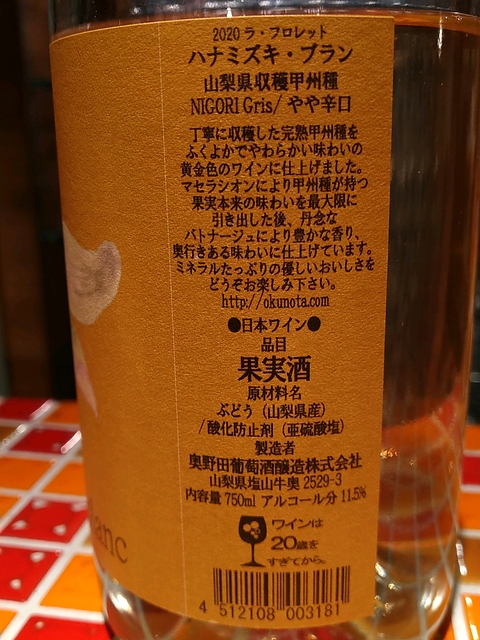 2020 ラ・フロレット
ハナミズキ・ブラン
山梨県収穫甲州種
NIGORI Gris/ やや辛口
丁寧に収穫した完熟甲州種を
ふくよかでやわらかい味わいの
黄金色のワインに仕上げました。
マセラシオンにより甲州種が持つ
果実本来の味わいを最大限に
引き出した後、丹念な
バトナージュにより豊かな香り、
奥行きある味わいに仕上げています。
ミネラルたっぷりの優しいおいしさを
どうぞお楽しみ下さい。
http://okunota.com
●日本ワイン●
品目
果実酒
原材料名
ぶどう（山梨県産）
/酸化防止剤（亜硫酸塩）
製造者
奥野田葡萄酒醸造株式会社
山梨県塩山牛奥 2529-3
内容量 750ml アルコール分 11.5%
ワインは
20歳を
すぎてから。
4 512108 003181
anc